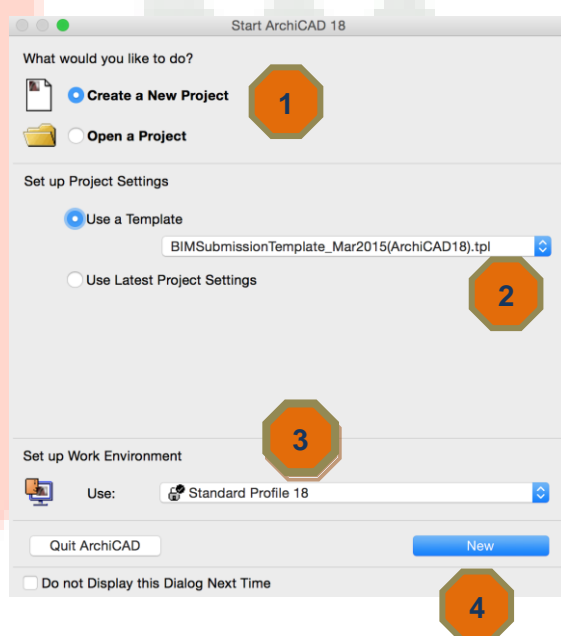 Start ArchiCAD 18
What would you like to do?
Create a New Project
1
Open a Project
Set up Project Settings
Use a Template
BIMSubmissionTemplate_Mar2015(ArchiCAD18).tpl
Use Latest Project Settings
2
3
Set up Work Environment
Use: Standard Profile 18
Quit ArchiCAD New
Do not Display this Dialog Next Time
4